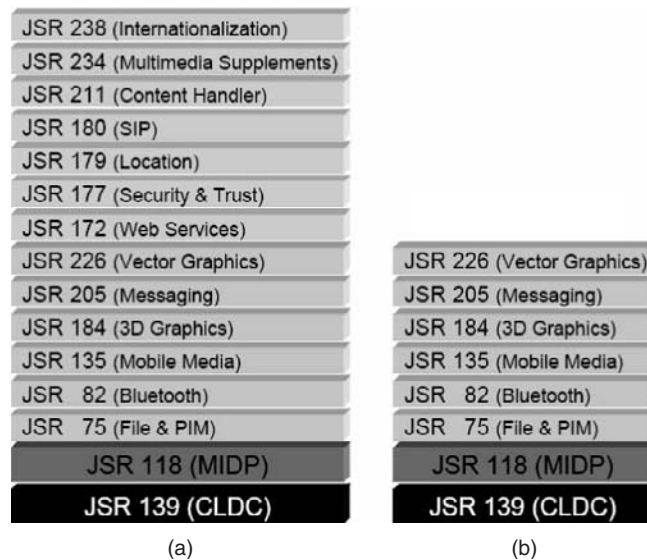 JSR 238 (Internationalization)
JSR 234 (Multimedia Supplements)
JSR 211 (Content Handler)
JSR 180 (SIP)
JSR 179 (Location)
JSR 177 (Security & Trust)
JSR 172 (Web Services)
JSR 226 (Vector Graphics)
JSR 205 (Messaging)
JSR 184 (3D Graphics)
JSR 135 (Mobile Media)
JSR 82 (Bluetooth)
JSR 75 (File & PIM)
JSR 118 (MIDP)
JSR 139 (CLDC)
(a)
JSR 226 (Vector Graphics)
JSR 205 (Messaging)
JSR 184 (3D Graphics)
JSR 135 (Mobile Media)
JSR 82 (Bluetooth)
JSR 75 (File & PIM)
JSR 118 (MIDP)
JSR 139 (CLDC)
(b)